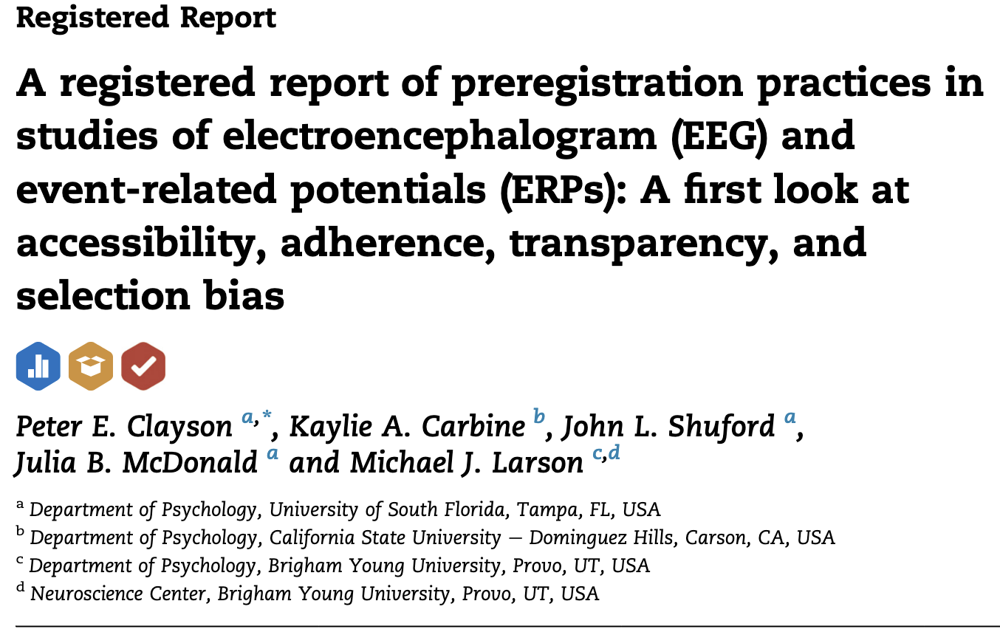 Registered Report
A registered report of preregistration practices in
studies of electroencephalogram (EEG) and
event-related potentials (ERPs): A first look at
accessibility, adherence, transparency, and
selection bias
Peter E. Clayson a,*, Kaylie A. Carbine b, John L. Shuford a,
Julia B. McDonald a and Michael J. Larson c,d
a Department of Psychology, University of South Florida, Tampa, FL, USA
b Department of Psychology, California State University – Dominguez Hills, Carson, CA, USA
c Department of Psychology, Brigham Young University, Provo, UT, USA
d Neuroscience Center, Brigham Young University, Provo, UT, USA